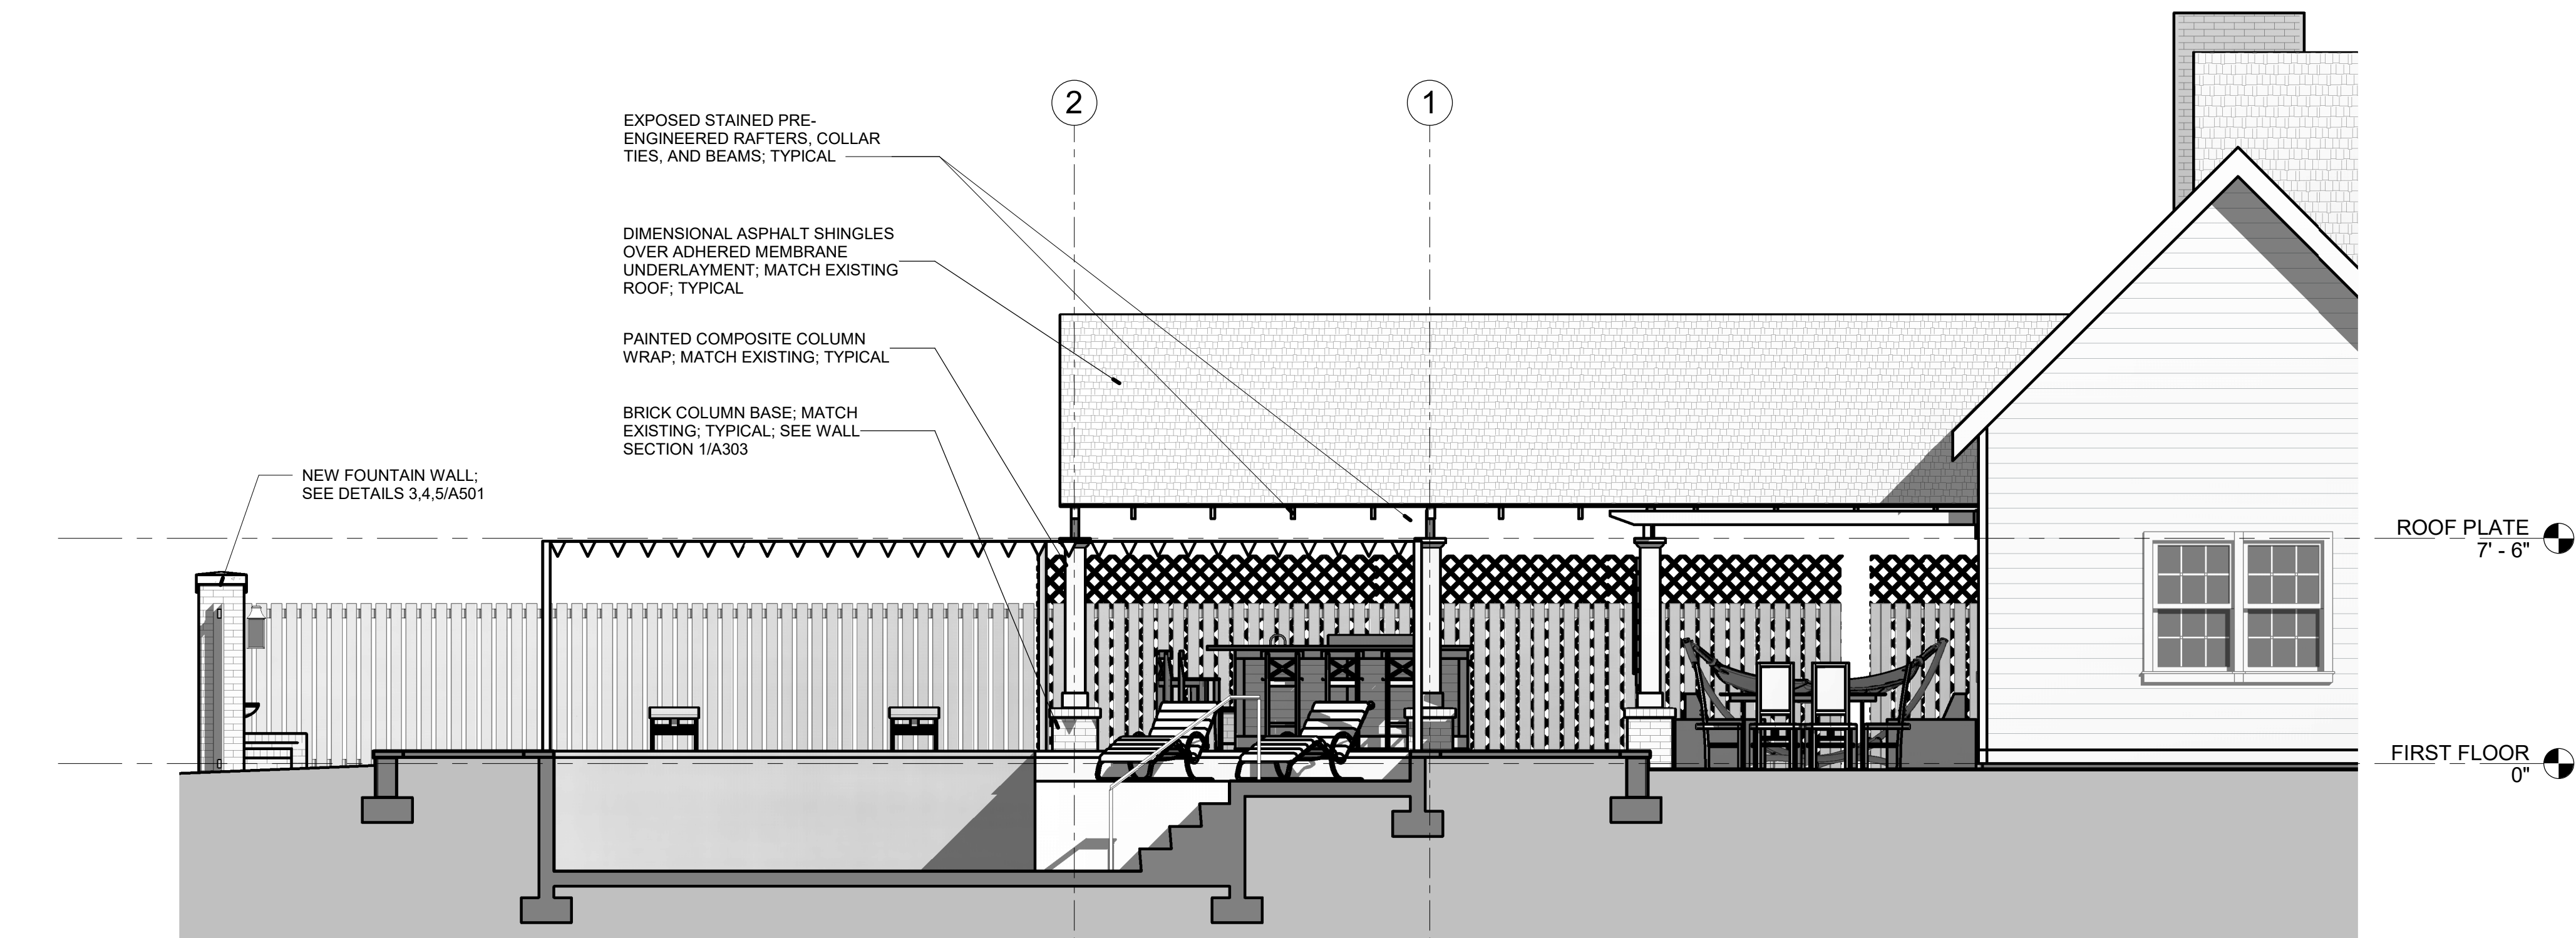 2
1
EXPOSED STAINED PRE-
ENGINEERED RAFTERS, COLLAR
TIES, AND BEAMS; TYPICAL
DIMENSIONAL ASPHALT SHINGLES
OVER ADHERED MEMBRANE
UNDERLAYMENT; MATCH EXISTING
ROOF; TYPICAL
PAINTED COMPOSITE COLUMN
WRAP; MATCH EXISTING; TYPICAL
BRICK COLUMN BASE; MATCH
EXISTING; TYPICAL; SEE WALL
SECTION 1/A303
NEW FOUNTAIN WALL;
SEE DETAILS 3,4,5/A501
ROOF PLATE
7' - 6"
FIRST FLOOR
0"